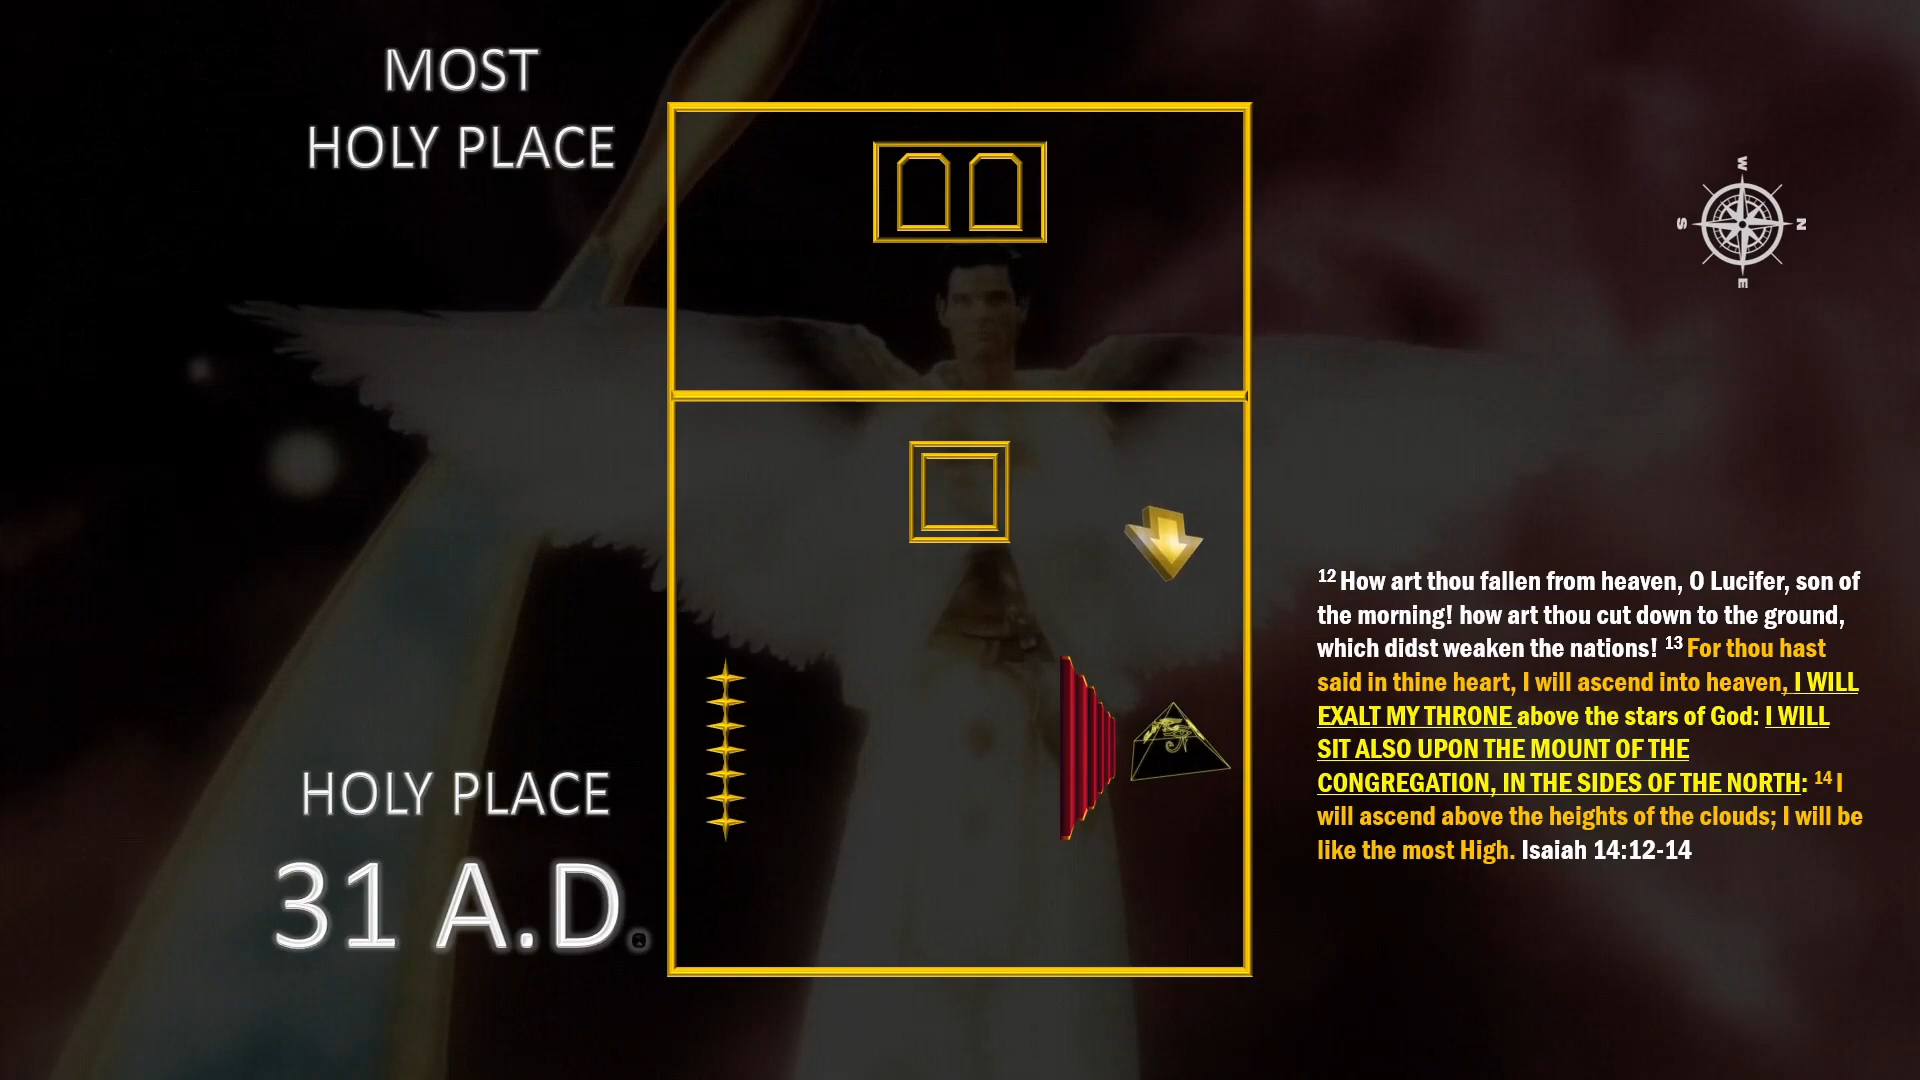 MOST
HOLY PLACE
W
S
N
E
12 How art thou fallen from heaven, O Lucifer, son of
the morning! how art thou cut down to the ground,
which didst weaken the nations! 13 For thou hast
said in thine heart, I will ascend into heaven, I WILL
EXALT MY THRONE above the stars of God: I WILL
SIT ALSO UPON THE MOUNT OF THE
CONGREGATION, IN THE SIDES OF THE NORTH: 14 I
will ascend above the heights of the clouds; I will be
like the most High. Isaiah 14:12-14
HOLY PLACE
31 A.D.